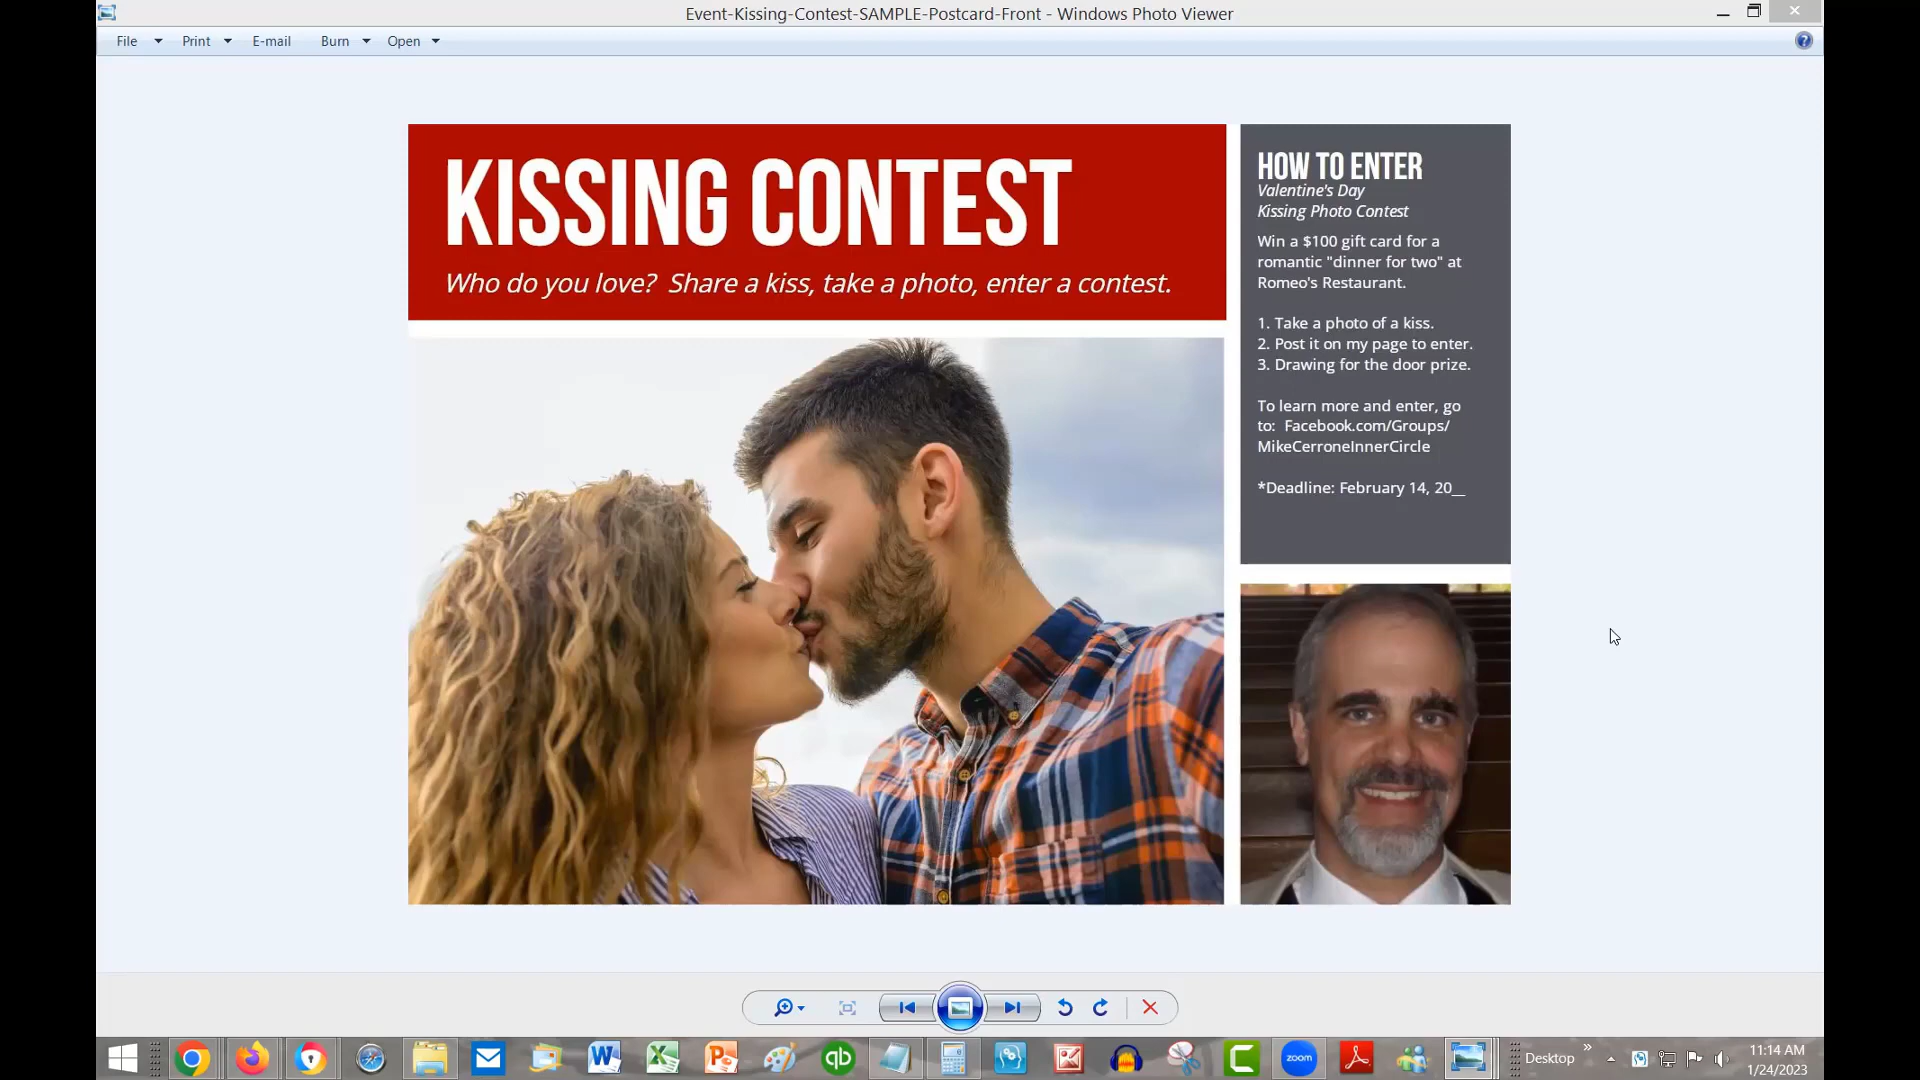 Event-Kissing-Contest-SAMPLE-Postcard-Front - Windows Photo Viewer
File Print E-mail Burn Open
KISSING CONTEST
Who do you love? Share a kiss, take a photo, enter a contest.
HOW TO ENTER
Valentine's Day
Kissing Photo Contest
Win a $100 gift card for a
romantic "dinner for two" at
Romeo's Restaurant.
1. Take a photo of a kiss.
2. Post it on my page to enter.
3. Drawing for the door prize.
To learn more and enter, go
to: Facebook.com/Groups/
MikeCerroneInnerCircle
*Deadline: February 14, 20__
qb
zoom
Desktop
11:14 AM
1/24/2023